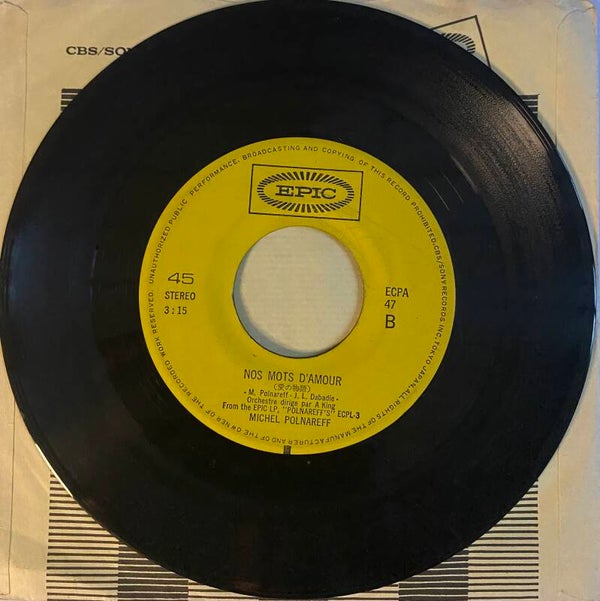 CBS/SO
EPIC
45
STEREO
3:15
ECPA
47
B
NOS MOTS D'AMOUR
(愛の物語)
- M. Polnareff - J. L. Dabadie -
Orchestre dirige par A King
From the EPIC LP, "POLNAREFF'S" ECPL-3
MICHEL POLNAREFF
UNAUTHORIZED PUBLIC PERFORMANCE, BROADCASTING AND COPYING OF THIS RECORD PROHIBITED. CBS/SONY RECORDS INC. TOKYO JAPAN. ALL RIGHTS OF THE MANUFACTURER AND OF THE OWNER OF THE RECORDED WORK RESERVED.